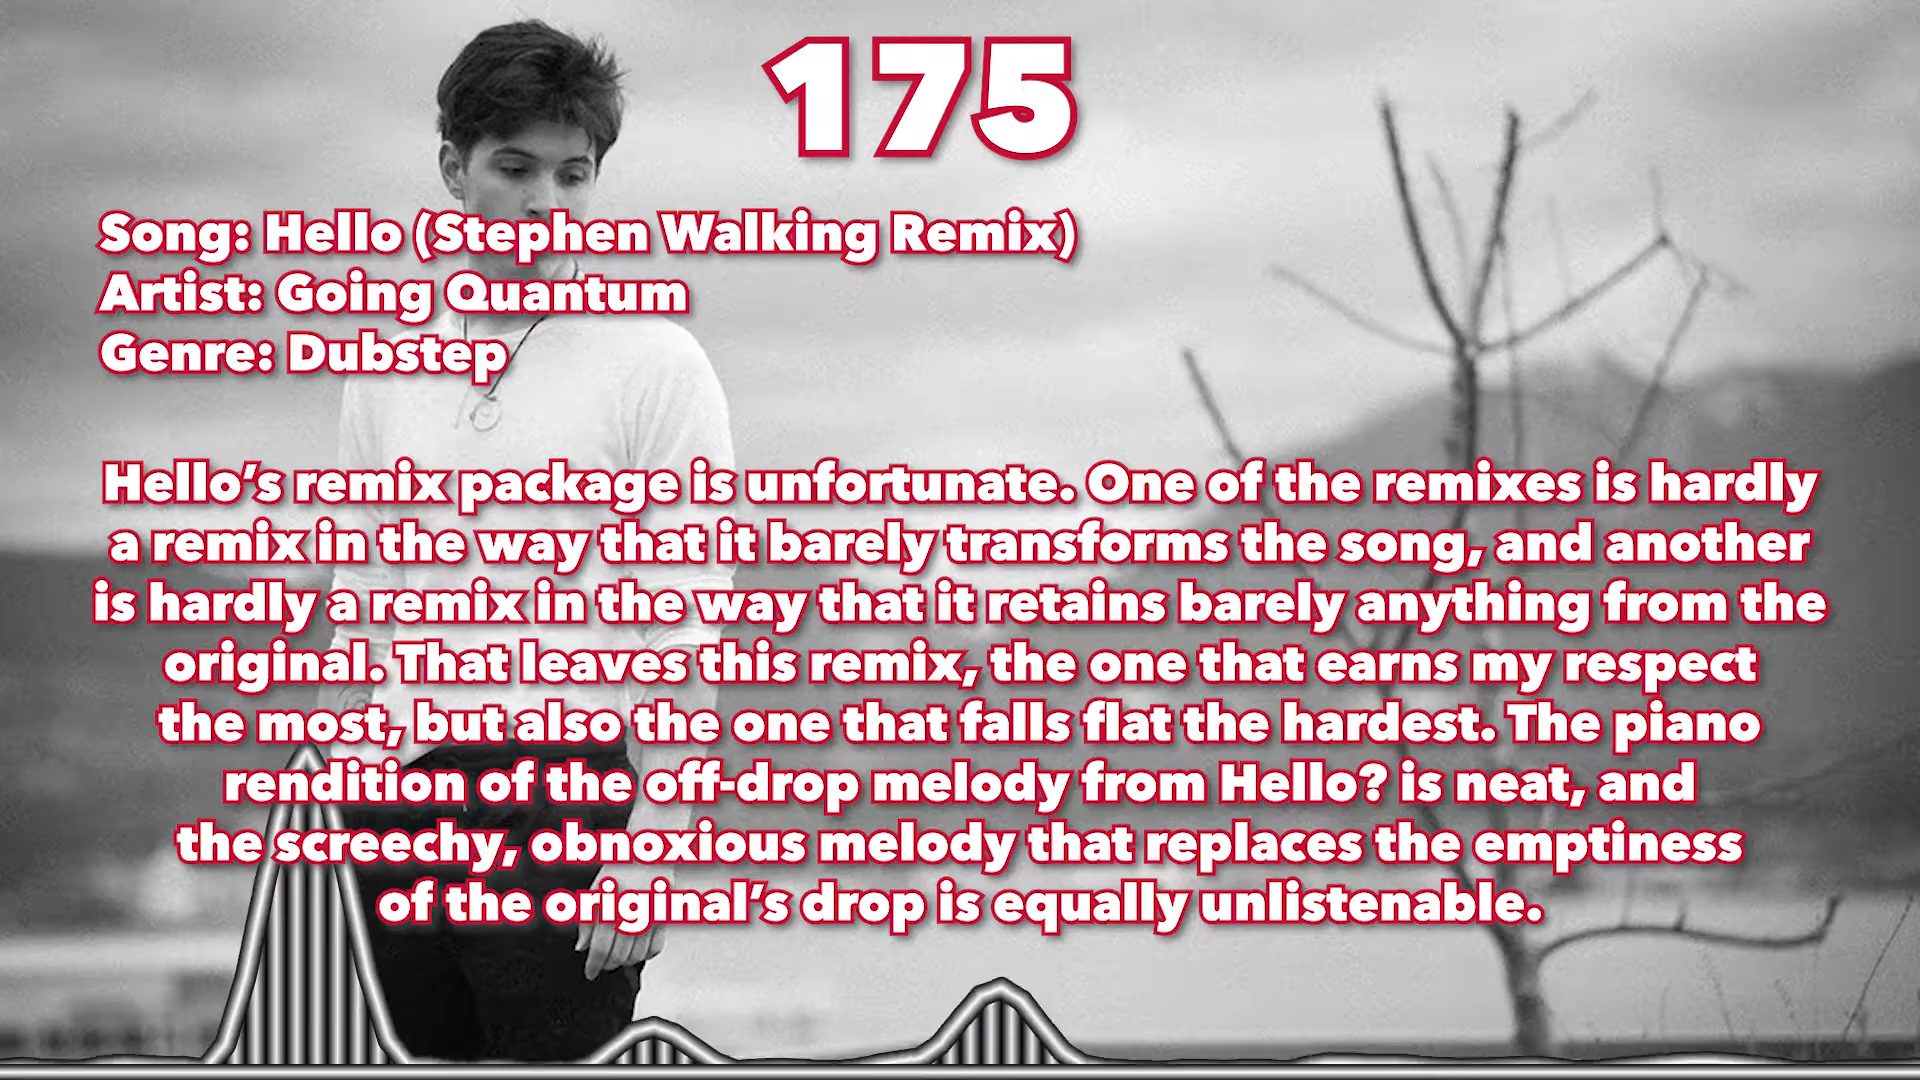 175
Song: Hello (Stephen Walking Remix)
Artist: Going Quantum
Genre: Dubstep
Hello’s remix package is unfortunate. One of the remixes is hardly
a remix in the way that it barely transforms the song, and another
is hardly a remix in the way that it retains barely anything from the
original. That leaves this remix, the one that earns my respect
the most, but also the one that falls flat the hardest. The piano
rendition of the off-drop melody from Hello? is neat, and
the screechy, obnoxious melody that replaces the emptiness
of the original’s drop is equally unlistenable.